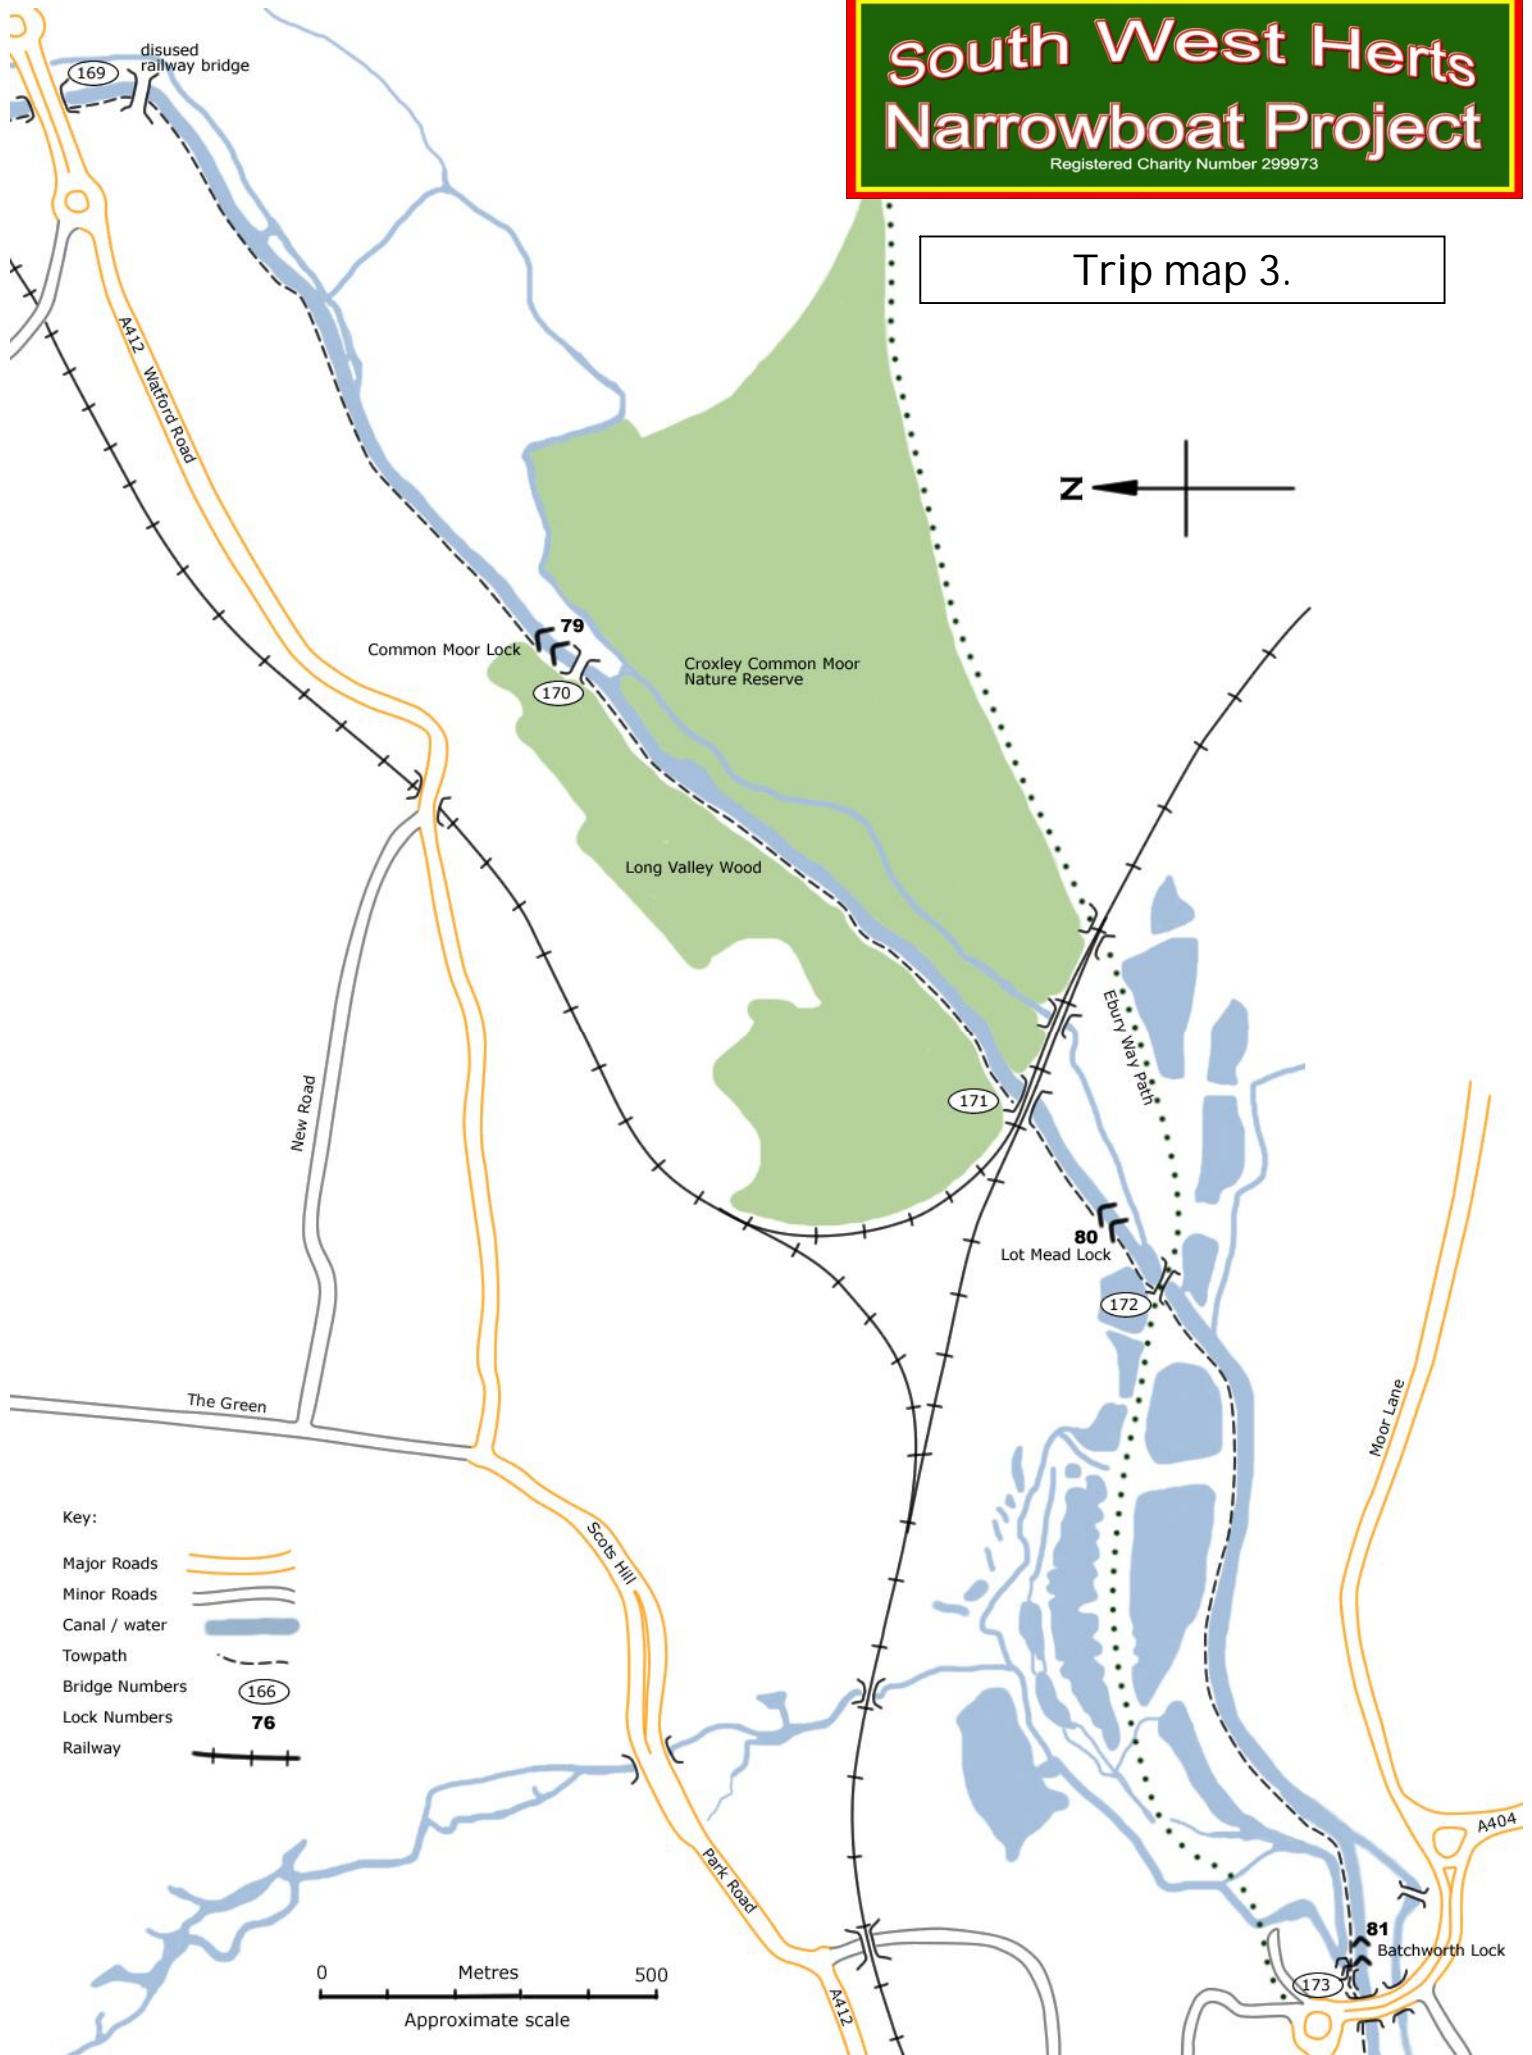 South West Herts
Narrowboat Project
Registered Charity Number 299973
Trip map 3.
disused
railway bridge
169
A412
Watford Road
N
79
Common Moor Lock
170
Croxley Common Moor
Nature Reserve
Long Valley Wood
Ebury Way Path
171
New Road
80
Lot Mead Lock
172
The Green
Moor Lane
Scots Hill
Key:
Major Roads
Minor Roads
Canal / water
Towpath
Bridge Numbers
166
Lock Numbers
76
Railway
A404
Park Road
81
Batchworth Lock
173
0 Metres 500
Approximate scale
A412